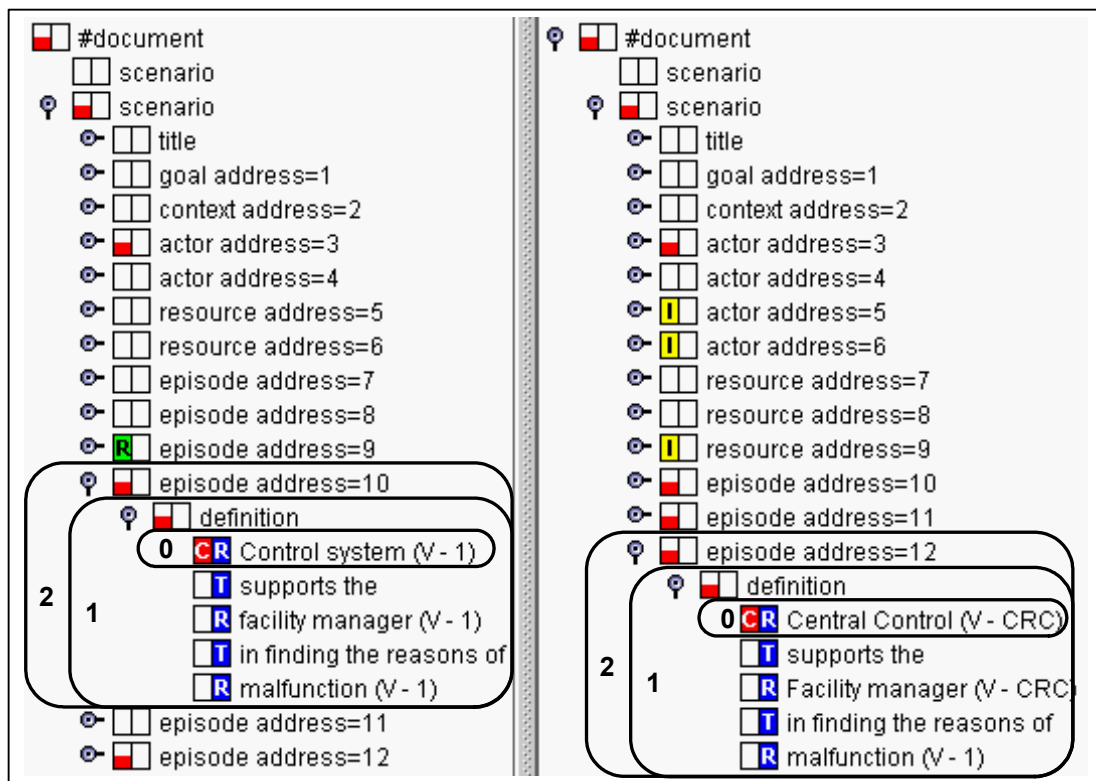 #document
scenario
scenario
title
goal address=1
context address=2
actor address=3
actor address=4
resource address=5
resource address=6
episode address=7
episode address=8
R episode address=9
episode address=10
definition
0 C R Control system (V - 1)
T supports the
2 1 R facility manager (V - 1)
T in finding the reasons of
R malfunction (V - 1)
episode address=11
episode address=12
#document
scenario
scenario
title
goal address=1
context address=2
actor address=3
actor address=4
I actor address=5
I actor address=6
resource address=7
resource address=8
I resource address=9
episode address=10
episode address=11
episode address=12
definition
0 C R Central Control (V - CRC)
T supports the
2 1 R Facility manager (V - CRC)
T in finding the reasons of
R malfunction (V - 1)